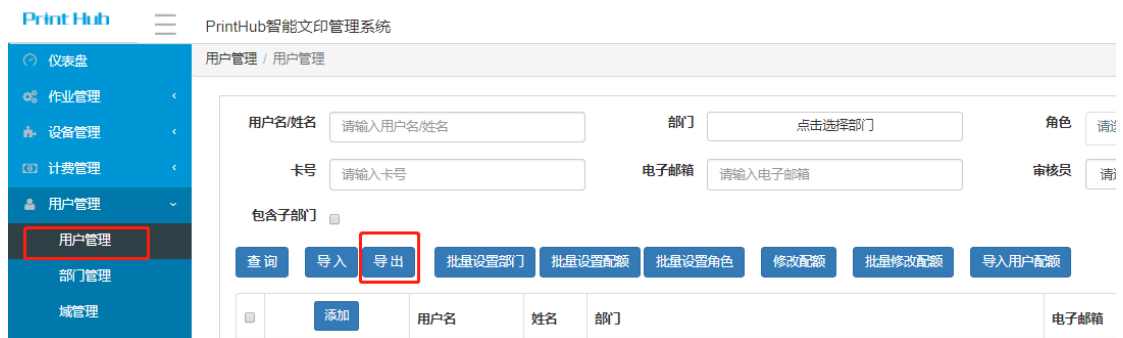 PrintHub
PrintHub智能文印管理系统
仪表盘
作业管理
设备管理
计费管理
用户管理
用户管理
部门管理
域管理
用户管理 / 用户管理
用户名/姓名 请输入用户名/姓名 部门 点击选择部门 角色 请选
卡号 请输入卡号 电子邮箱 请输入电子邮箱 审核员 请选
包含子部门
查询 导入 导出 批量设置部门 批量设置配额 批量设置角色 修改配额 批量修改配额 导入用户配额
添加 用户名 姓名 部门 电子邮箱